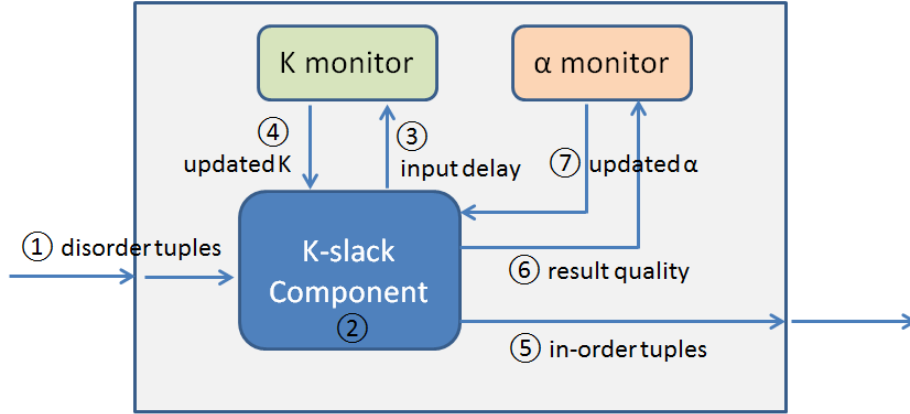 K monitor
α monitor
④
updated K
③
input delay
⑦ updated α
① disorder tuples
K-slack
Component
②
⑥ result quality
⑤ in-order tuples